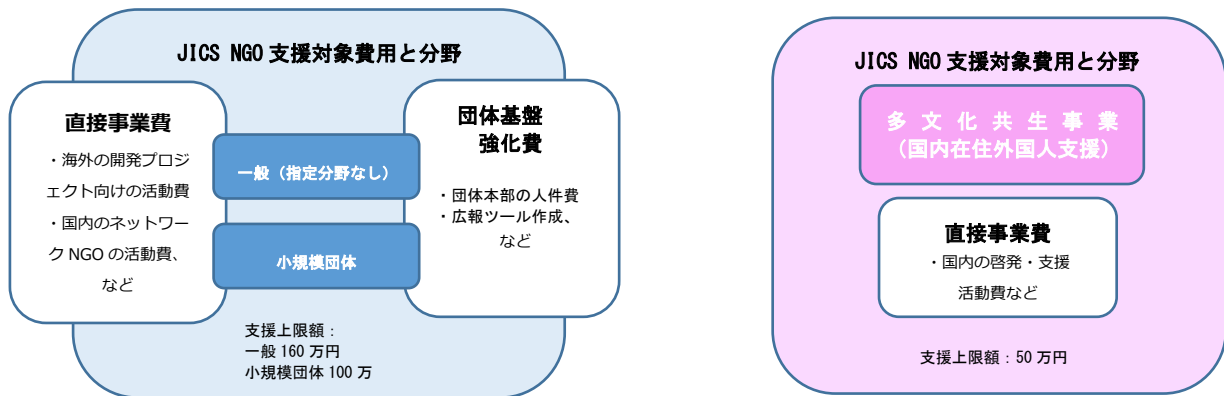 JICS NGO 支援対象費用と分野
直接事業費
・海外の開発プロジ
ェクト向けの活動費
・国内のネットワー
ク NGO の活動費、
など
一般（指定分野なし）
小規模団体
団体基盤
強化費
・団体本部の人件費
・広報ツール作成、
など
支援上限額：
一般 160 万円
小規模団体 100 万
JICS NGO 支援対象費用と分野
多文化共生事業
（国内在住外国人支援）
直接事業費
・国内の啓発・支援
活動費など
支援上限額：50 万円